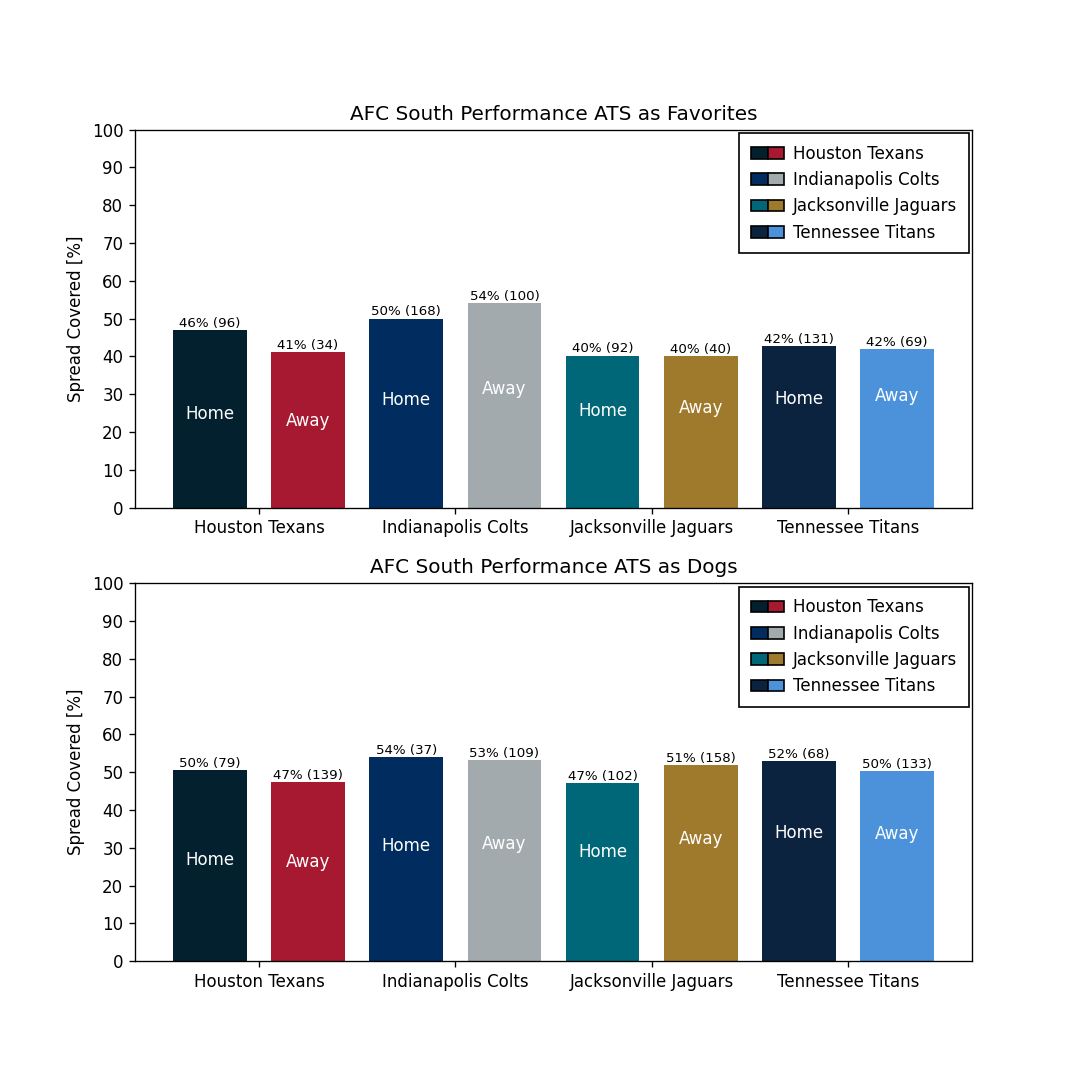 AFC South Performance ATS as Favorites
100
90
80
70
60
50
40
30
20
10
0
Spread Covered [%]
Houston Texans
Indianapolis Colts
Jacksonville Jaguars
Tennessee Titans
46% (96)
41% (34)
50% (168)
54% (100)
40% (92)
40% (40)
42% (131)
42% (69)
Home
Away
Home
Away
Home
Away
Home
Away
Houston Texans
Indianapolis Colts
Jacksonville Jaguars
Tennessee Titans
AFC South Performance ATS as Dogs
100
90
80
70
60
50
40
30
20
10
0
Spread Covered [%]
Houston Texans
Indianapolis Colts
Jacksonville Jaguars
Tennessee Titans
50% (79)
47% (139)
54% (37)
53% (109)
47% (102)
51% (158)
52% (68)
50% (133)
Home
Away
Home
Away
Home
Away
Home
Away
Houston Texans
Indianapolis Colts
Jacksonville Jaguars
Tennessee Titans